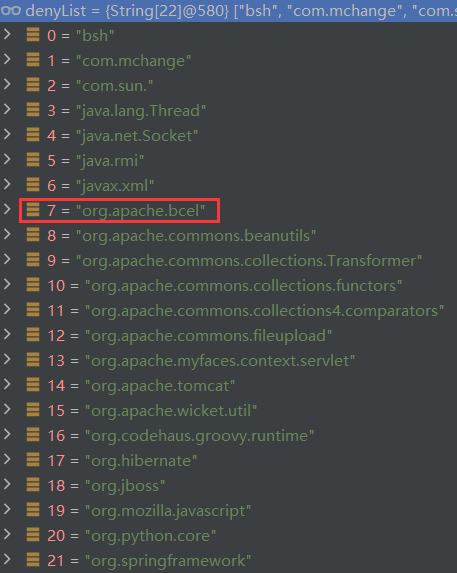 denyList = {String[22]@580} ["bsh", "com.mchange", "com.s
0 = "bsh"
1 = "com.mchange"
2 = "com.sun."
3 = "java.lang.Thread"
4 = "java.net.Socket"
5 = "java.rmi"
6 = "javax.xml"
7 = "org.apache.bcel"
8 = "org.apache.commons.beanutils"
9 = "org.apache.commons.collections.Transformer"
10 = "org.apache.commons.collections.functors"
11 = "org.apache.commons.collections4.comparators"
12 = "org.apache.commons.fileupload"
13 = "org.apache.myfaces.context.servlet"
14 = "org.apache.tomcat"
15 = "org.apache.wicket.util"
16 = "org.codehaus.groovy.runtime"
17 = "org.hibernate"
18 = "org.jboss"
19 = "org.mozilla.javascript"
20 = "org.python.core"
21 = "org.springframework"